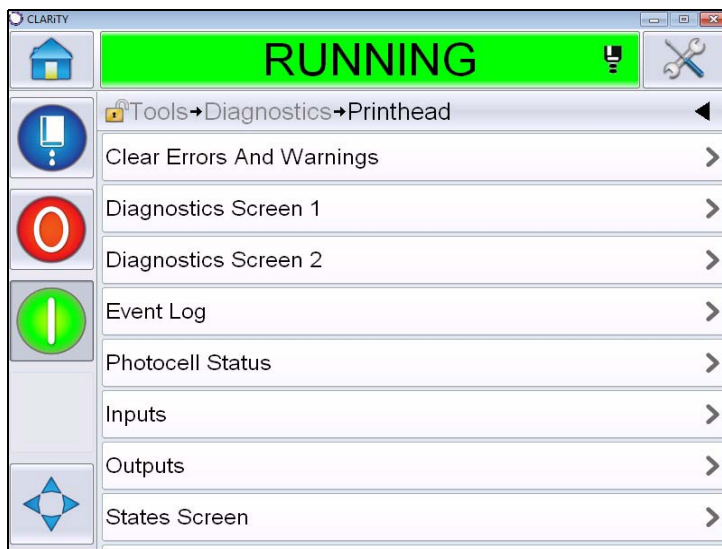 CLARiTY
RUNNING
Tools→Diagnostics→Printhead
Clear Errors And Warnings
Diagnostics Screen 1
Diagnostics Screen 2
Event Log
Photocell Status
Inputs
Outputs
States Screen